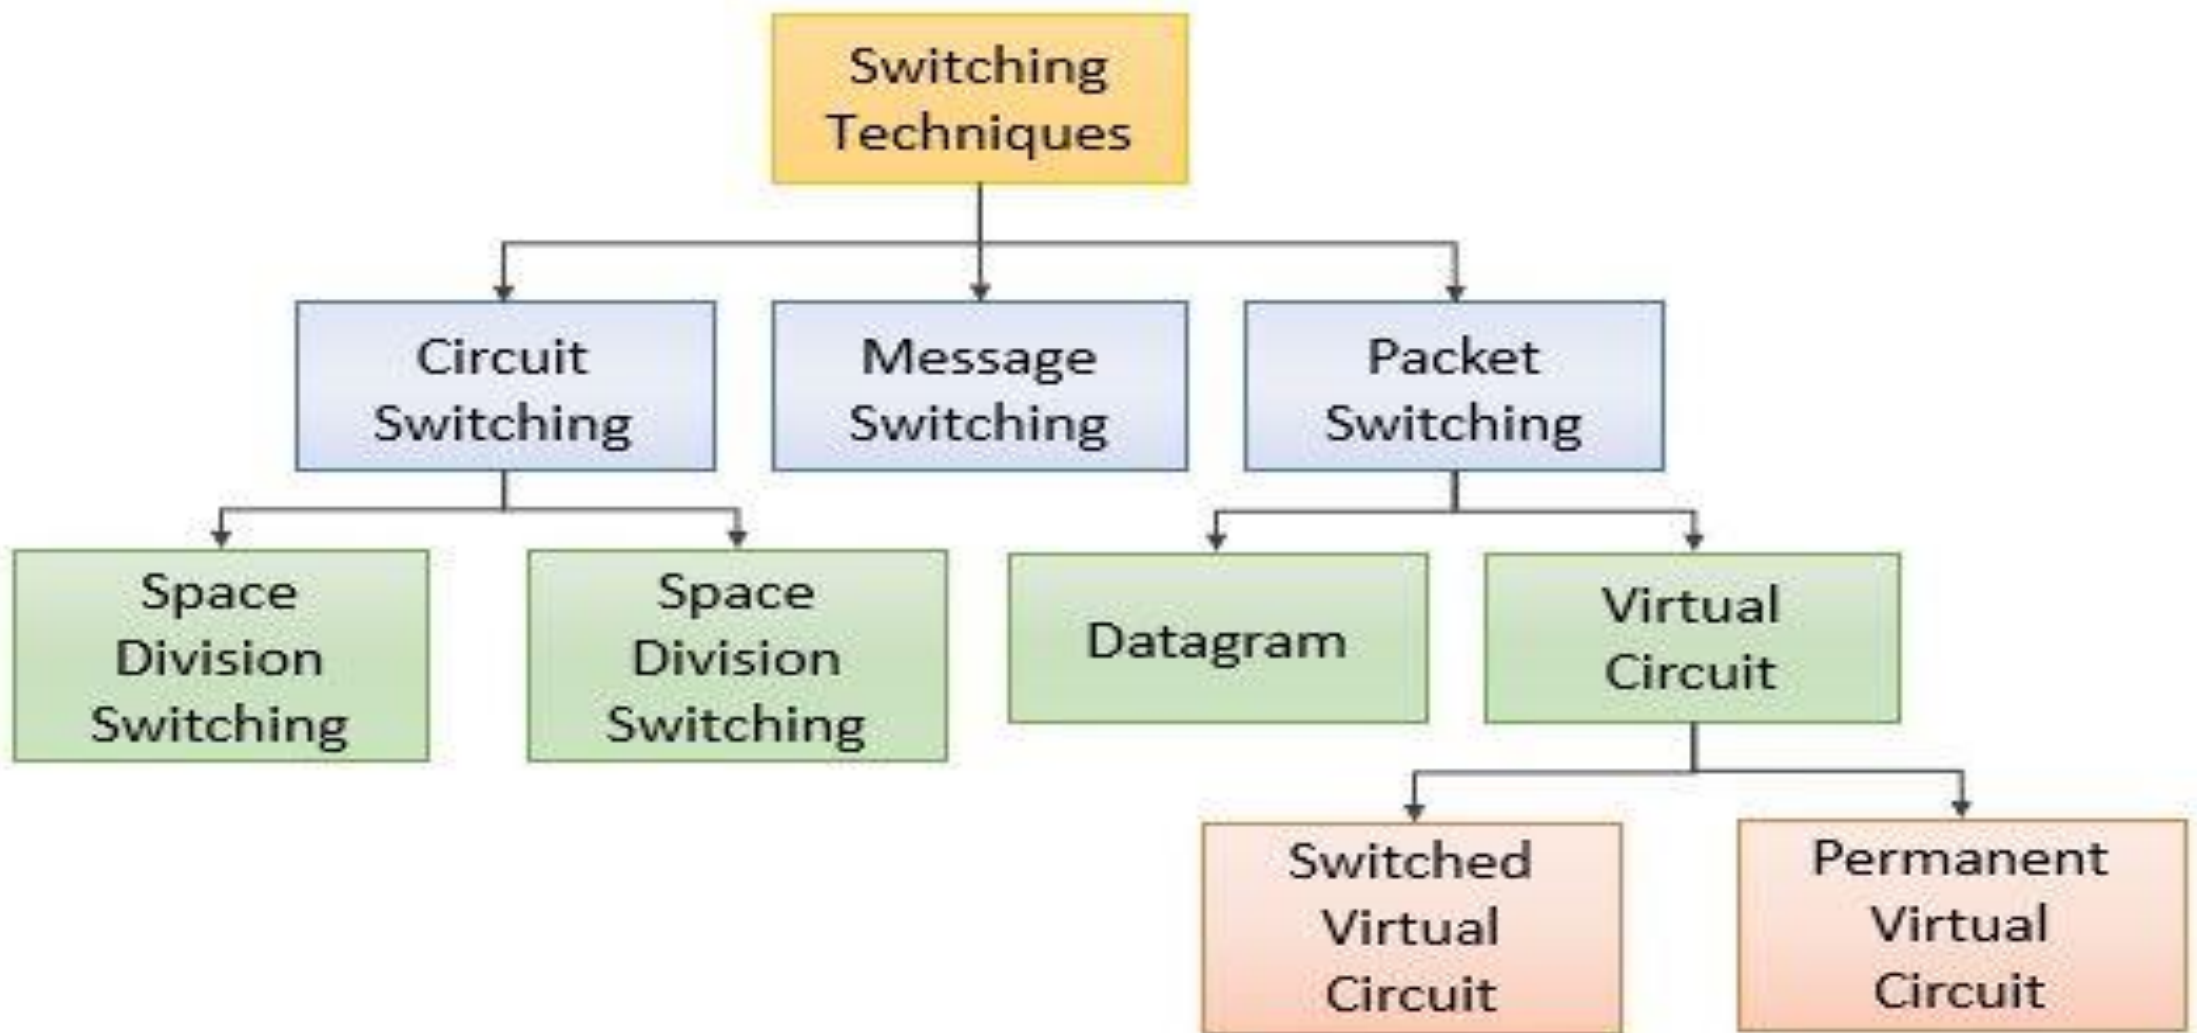 Switching
Techniques
Circuit
Switching
Message
Switching
Packet
Switching
Space
Division
Switching
Space
Division
Switching
Datagram
Virtual
Circuit
Switched
Virtual
Circuit
Permanent
Virtual
Circuit